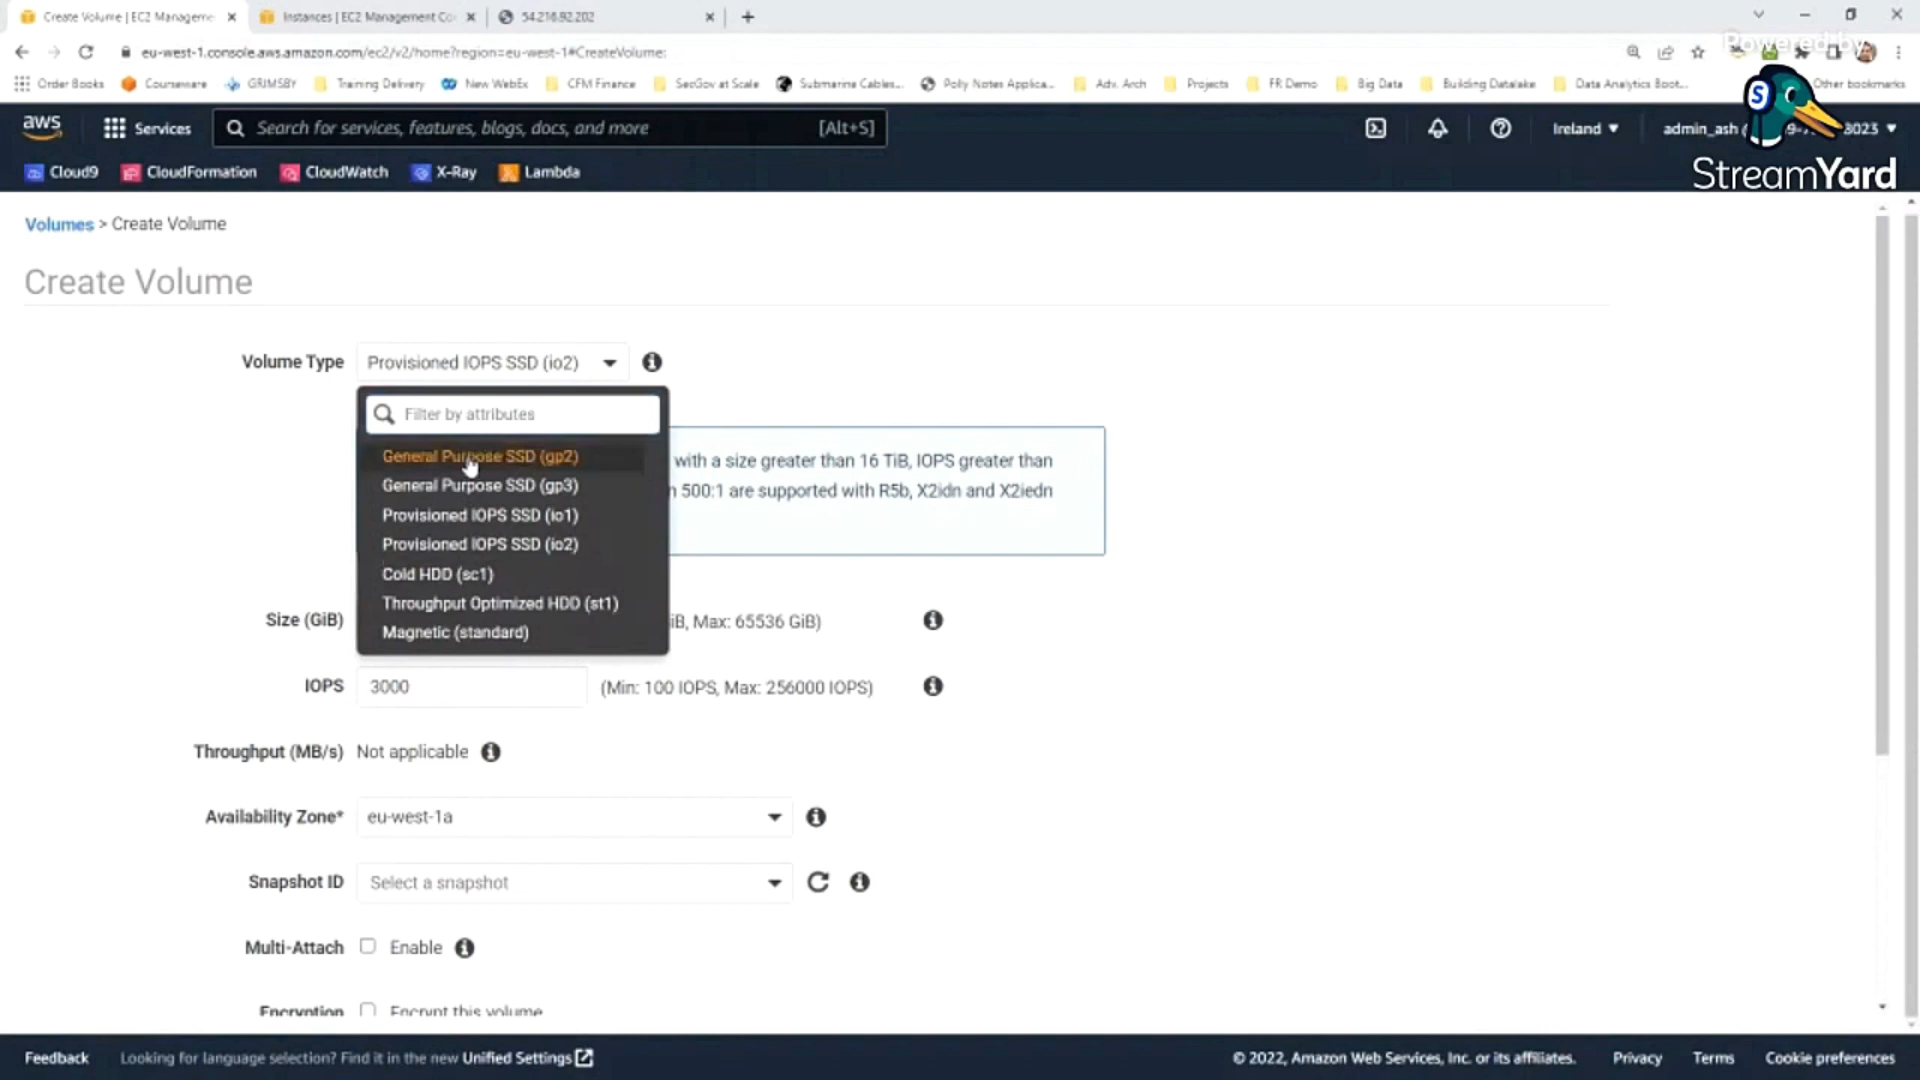 Create Volume | EC2 Manageme
Instances | EC2 Management Co
54.216.92.202
eu-west-1.console.aws.amazon.com/ec2/v2/home?region=eu-west-1#CreateVolume:
Powered by
Order Books
Courseware
GRIMSBY
Training Delivery
New WebEx
CFM Finance
SecGov at Scale
Submarine Cables...
Polly Notes Applica...
Adv. Arch
Projects
FR Demo
Big Data
Building Datalake
Data Analytics Boot...
Other bookmarks
aws
Services
Search for services, features, blogs, docs, and more
[Alt+S]
Ireland
admin_ash
8023
StreamYard
Cloud9
CloudFormation
CloudWatch
X-Ray
Lambda
Volumes > Create Volume
Create Volume
Volume Type
Provisioned IOPS SSD (io2)
Filter by attributes
General Purpose SSD (gp2)
General Purpose SSD (gp3)
Provisioned IOPS SSD (io1)
Provisioned IOPS SSD (io2)
Cold HDD (sc1)
Throughput Optimized HDD (st1)
Magnetic (standard)
with a size greater than 16 TiB, IOPS greater than
500:1 are supported with R5b, X2idn and X2iedn
Size (GiB)
iB, Max: 65536 GiB)
IOPS
3000
(Min: 100 IOPS, Max: 256000 IOPS)
Throughput (MB/s)
Not applicable
Availability Zone*
eu-west-1a
Snapshot ID
Select a snapshot
Multi-Attach
Enable
Encryption
Encrypt this volume
Feedback
Looking for language selection? Find it in the new Unified Settings
© 2022, Amazon Web Services, Inc. or its affiliates.
Privacy
Terms
Cookie preferences